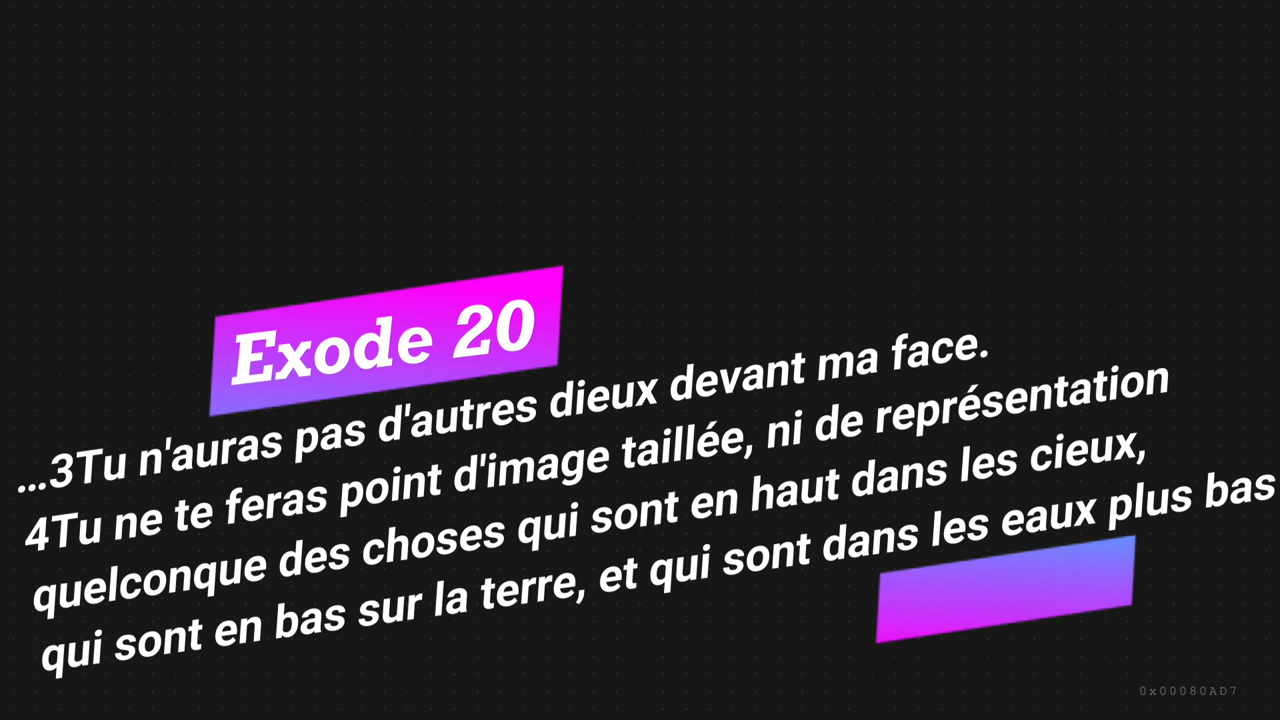 Exode 20
...3Tu n'auras pas d'autres dieux devant ma face.
4Tu ne te feras point d'image taillée, ni de représentation
quelconque des choses qui sont en haut dans les cieux,
qui sont en bas sur la terre, et qui sont dans les eaux plus bas
0x00080AD7